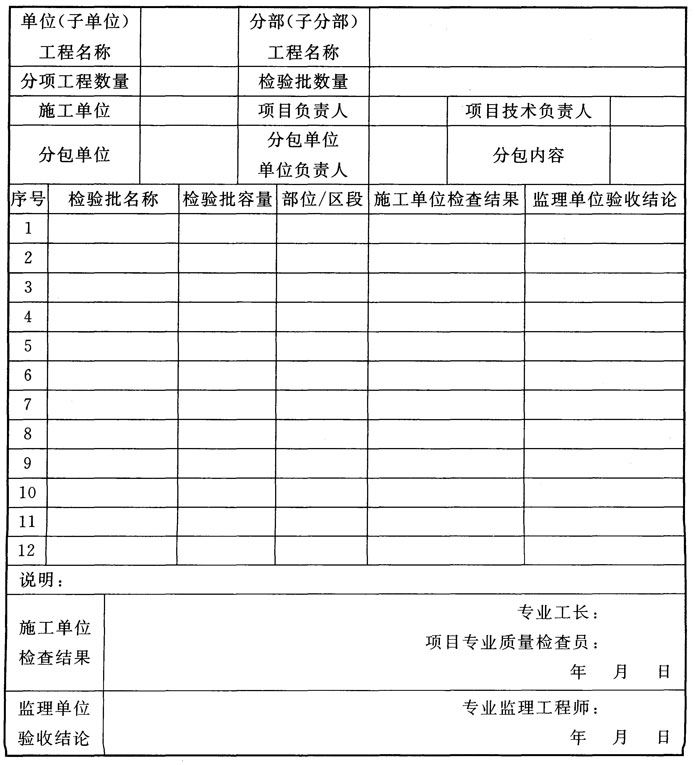 单位(子单位) 分部(子分部)
工程名称 工程名称
分项工程数量 检验批数量
施工单位 项目负责人 项目技术负责人
分包单位 分包单位 分包内容
单位负责人
序号 检验批名称 检验批容量 部位/区段 施工单位检查结果 监理单位验收结论
1
2
3
4
5
6
7
8
9
10
11
12
说明:
施工单位
检查结果
专业工长:
项目专业质量检查员:
年 月 日
监理单位
验收结论
专业监理工程师:
年 月 日